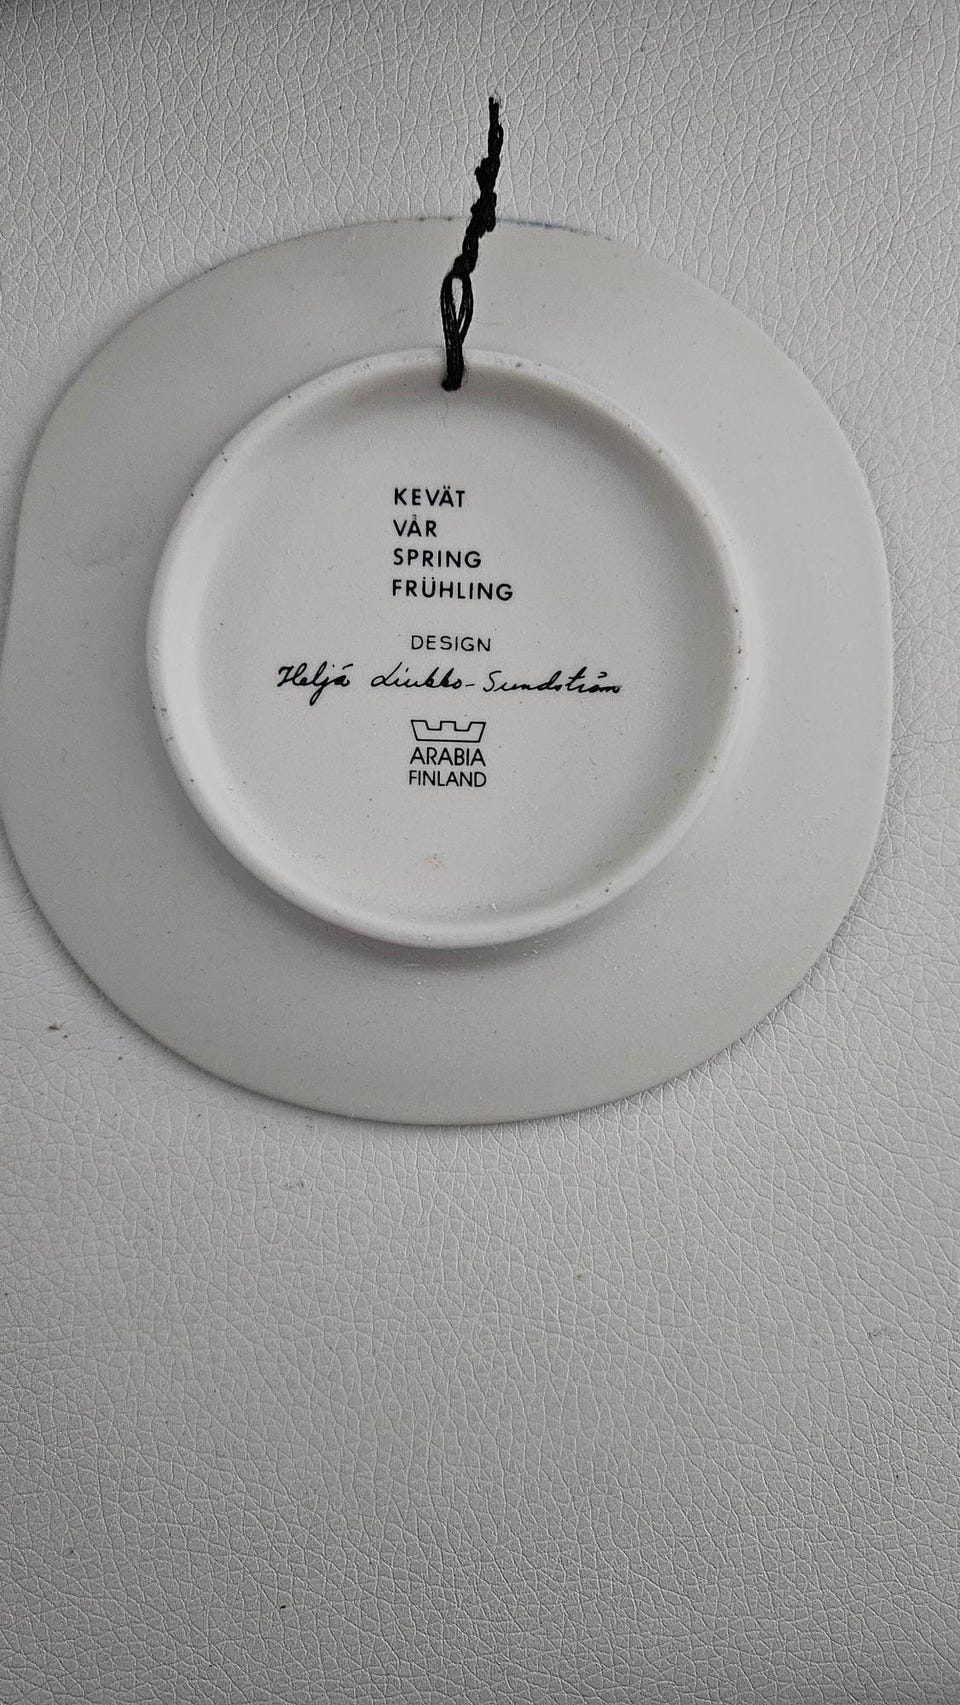 KEVÄT
VÅR
SPRING
FRÜHLING
DESIGN
Heljä Liukko-Sundström
ARABIA
FINLAND